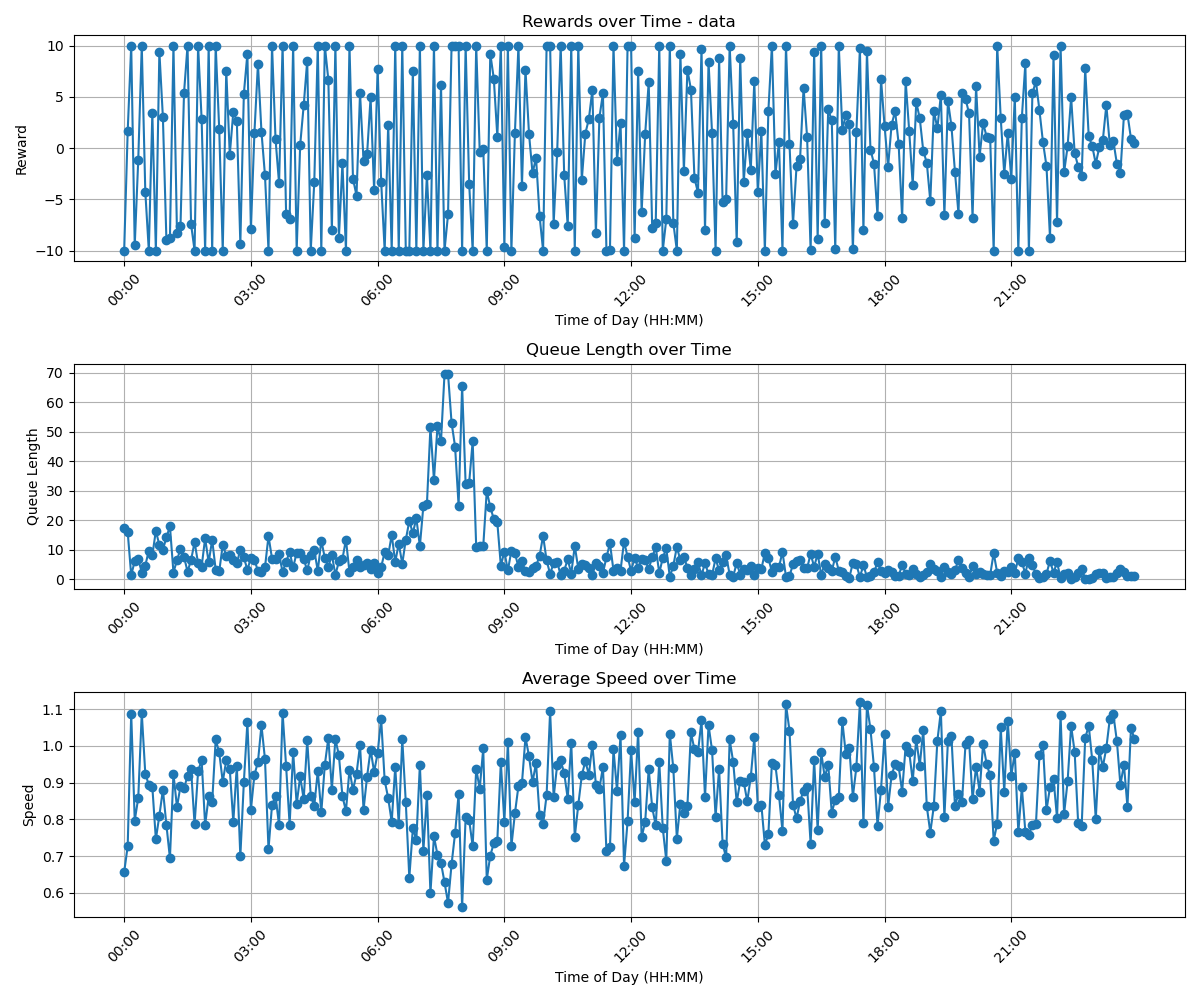 Rewards over Time - data
Reward
10
5
0
−5
−10
00:00 03:00 06:00 09:00 12:00 15:00 18:00 21:00
Time of Day (HH:MM)
Queue Length over Time
Queue Length
70
60
50
40
30
20
10
0
00:00 03:00 06:00 09:00 12:00 15:00 18:00 21:00
Time of Day (HH:MM)
Average Speed over Time
Speed
1.1
1.0
0.9
0.8
0.7
0.6
00:00 03:00 06:00 09:00 12:00 15:00 18:00 21:00
Time of Day (HH:MM)